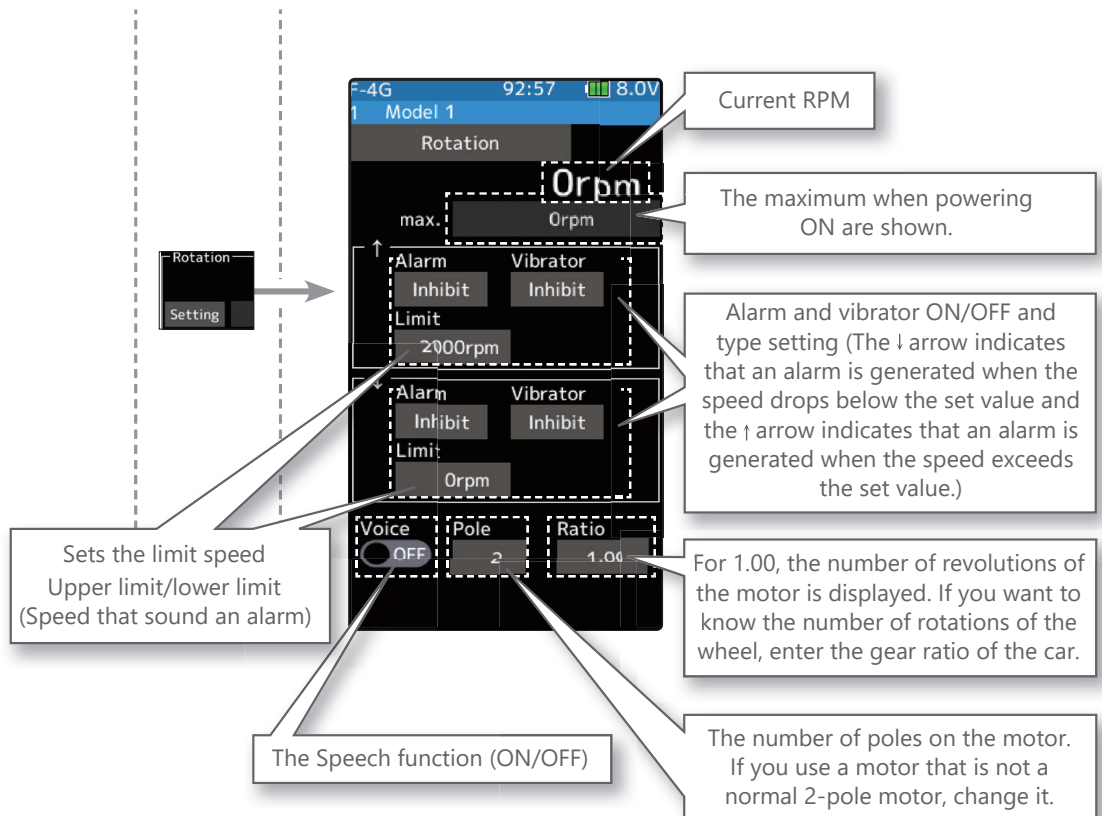 F-4G 92:57 8.0V
1 Model 1
Rotation
0rpm
max. 0rpm
↑
Alarm Vibrator
Inhibit Inhibit
Limit
2000rpm
↓
Alarm Vibrator
Inhibit Inhibit
Limit
0rpm
Voice Pole Ratio
OFF 2 1.00
Rotation
Setting
Current RPM
The maximum when powering
ON are shown.
Alarm and vibrator ON/OFF and
type setting (The ↓ arrow indicates
that an alarm is generated when the
speed drops below the set value and
the ↑ arrow indicates that an alarm is
generated when the speed exceeds
the set value.)
Sets the limit speed
Upper limit/lower limit
(Speed that sound an alarm)
For 1.00, the number of revolutions of
the motor is displayed. If you want to
know the number of rotations of the
wheel, enter the gear ratio of the car.
The Speech function (ON/OFF)
The number of poles on the motor.
If you use a motor that is not a
normal 2-pole motor, change it.